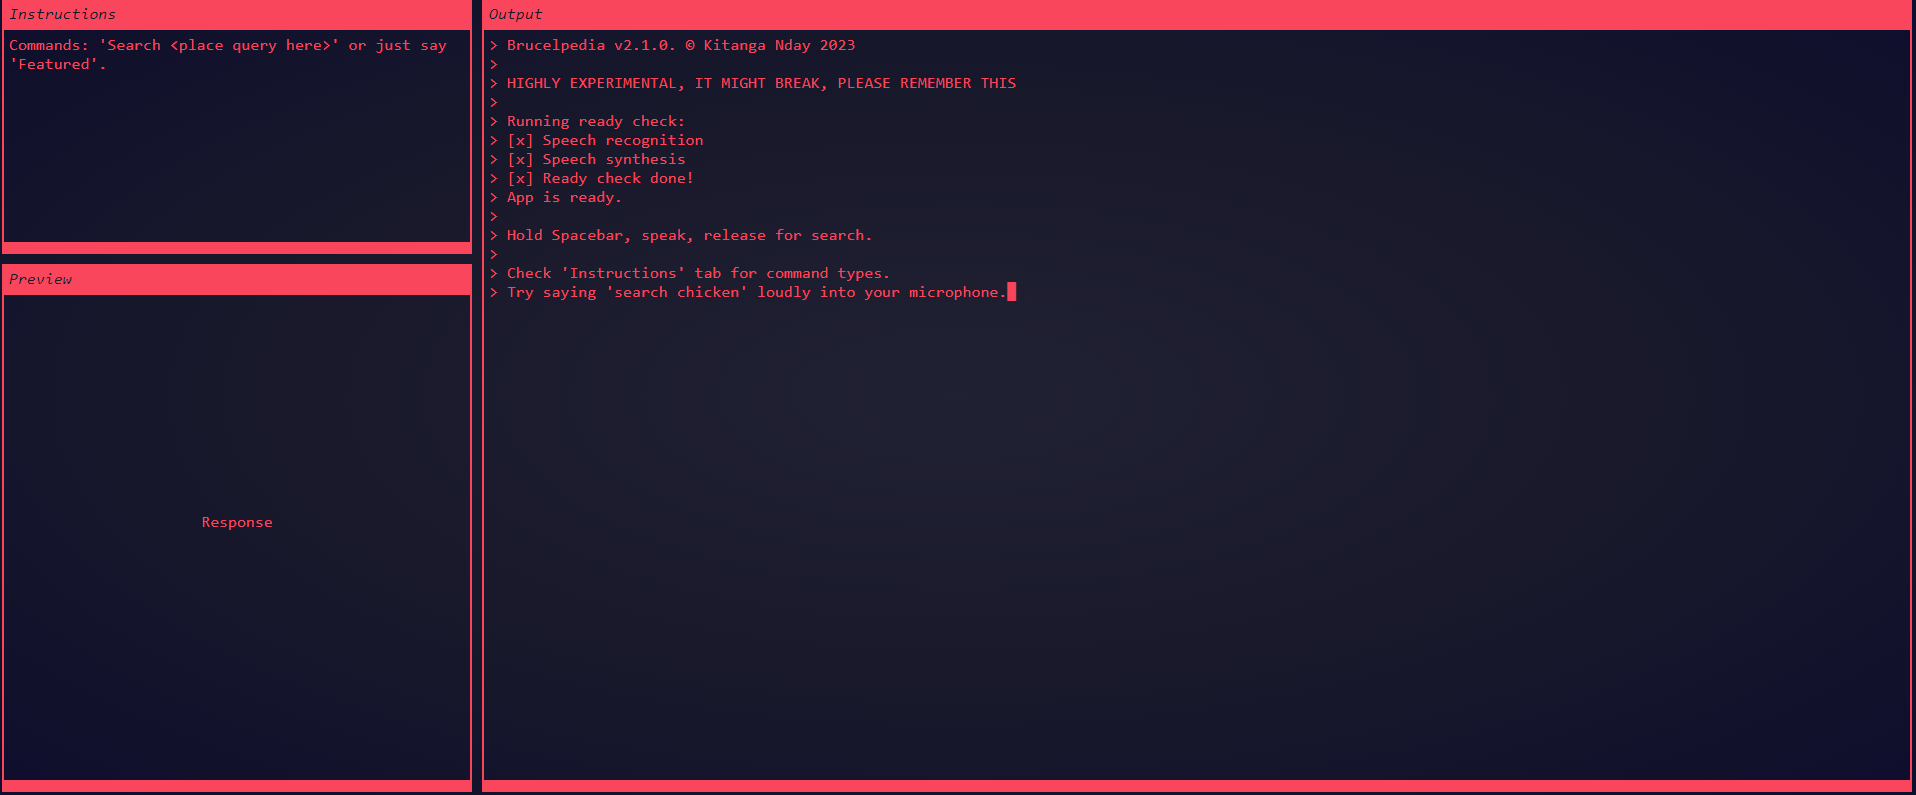 Instructions
Commands: 'Search <place query here>' or just say
'Featured'.
Preview
Response
Output
> Brucelpedia v2.1.0. © Kitanga Nday 2023
>
> HIGHLY EXPERIMENTAL, IT MIGHT BREAK, PLEASE REMEMBER THIS
>
> Running ready check:
> [x] Speech recognition
> [x] Speech synthesis
> [x] Ready check done!
> App is ready.
>
> Hold Spacebar, speak, release for search.
>
> Check 'Instructions' tab for command types.
> Try saying 'search chicken' loudly into your microphone.